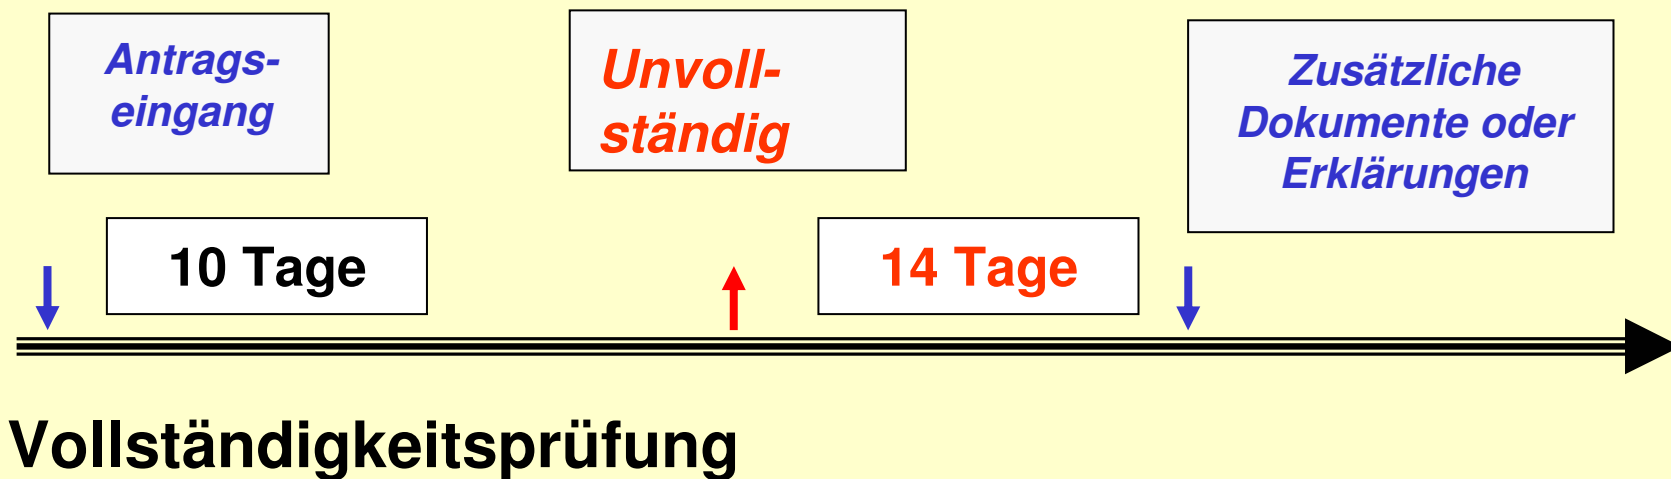 Antrags-
eingang
Unvoll-
ständig
Zusätzliche
Dokumente oder
Erklärungen
10 Tage
14 Tage
Vollständigkeitsprüfung